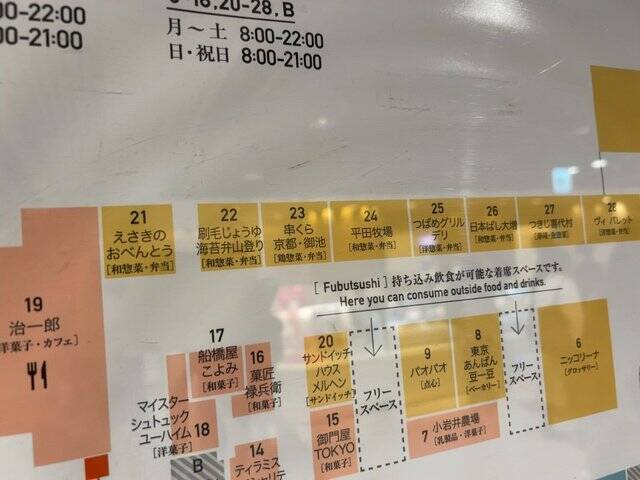 20-28, B
00-22:00
月～土 8:00-22:00
00-21:00
日・祝日 8:00-21:00
21
えさきの
おべんとう
[和惣菜・弁当]
22
刷毛じょうゆ
海苔弁山登り
[和惣菜・弁当]
23
串くら
京都・御池
[鶏惣菜・弁当]
24
平田牧場
[和惣菜・弁当]
25
つばめグリル
デリ
[洋惣菜・弁当]
26
日本ばし大増
[和惣菜・弁当]
27
つきじ喜代村
28
ヴィ パレット
[洋惣菜・弁当]
[ Fubutsushi ] 持ち込み飲食が可能な着席スペースです。
Here you can consume outside food and drinks.
19
治一郎
[洋菓子・カフェ]
17
船橋屋
こよみ
[和菓子]
16
菓匠
禄兵衛
[和菓子]
マイスター
シュトュック
ユーハイム
[洋菓子]
18
B
14
ティラミス
20
サンドイッチ
ハウス
メルヘン
[サンドイッチ]
15
御門屋
TOKYO
[和菓子]
フリー
スペース
9
パオパオ
[点心]
8
東京
あんぱん
豆一豆
[ベーカリー]
7
小岩井農場
[乳製品・洋菓子]
フリー
スペース
6
ニッコリーナ
[グロッサリー]